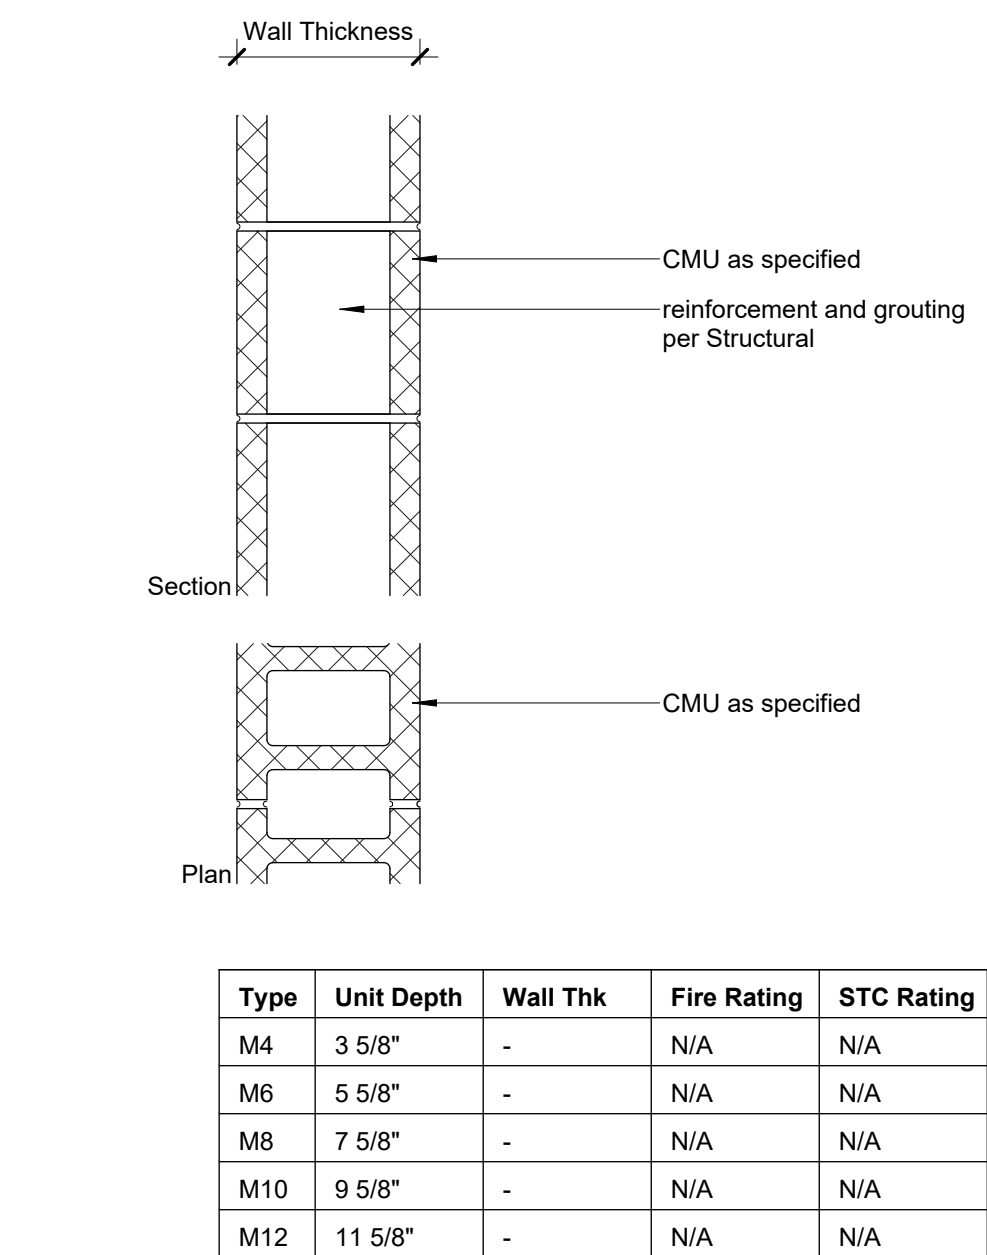 Wall Thickness
CMU as specified
reinforcement and grouting
per Structural
Section
CMU as specified
Plan
Type Unit Depth Wall Thk Fire Rating STC Rating
M4 3 5/8" - N/A N/A
M6 5 5/8" - N/A N/A
M8 7 5/8" - N/A N/A
M10 9 5/8" - N/A N/A
M12 11 5/8" - N/A N/A